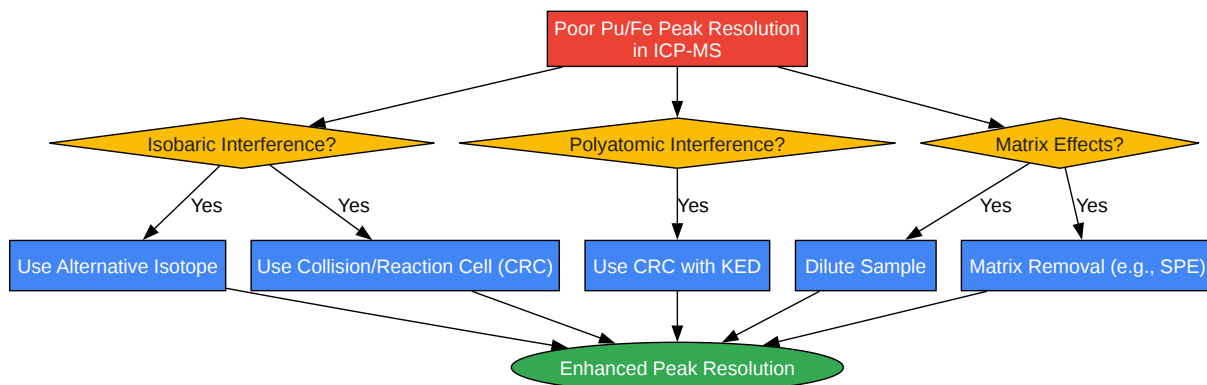 Poor Pu/Fe Peak Resolution
in ICP-MS
Isobaric Interference?
Polyatomic Interference?
Matrix Effects?
Yes
Yes
Yes
Yes
Yes
Use Alternative Isotope
Use Collision/Reaction Cell (CRC)
Use CRC with KED
Dilute Sample
Matrix Removal (e.g., SPE)
Enhanced Peak Resolution